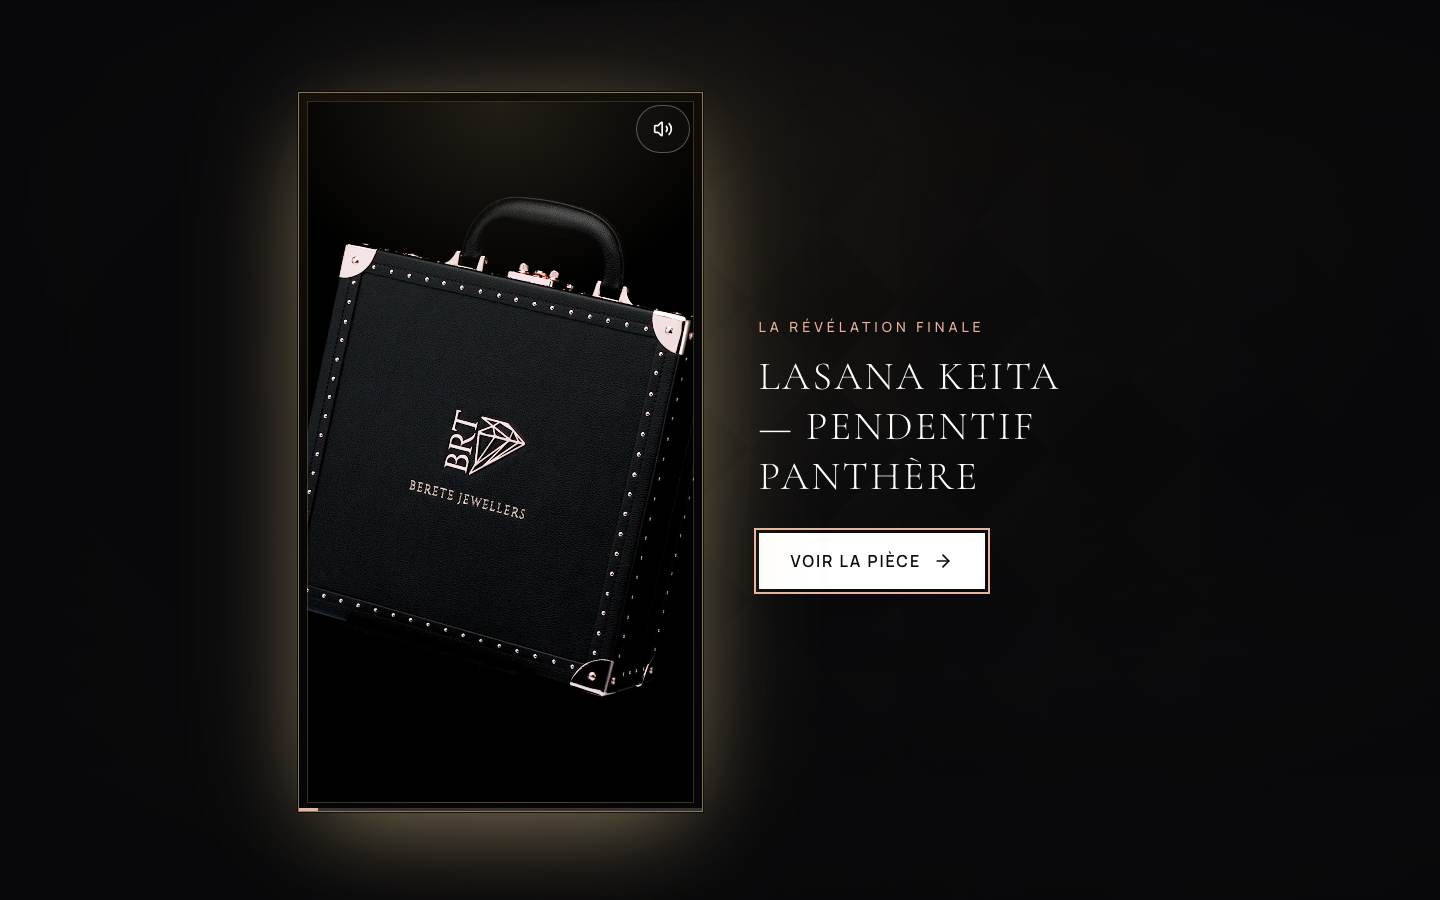 BRT
BERETE JEWELLERS
LA RÉVÉLATION FINALE
LASANA KEITA
— PENDENTIF
PANTHÈRE
VOIR LA PIÈCE →